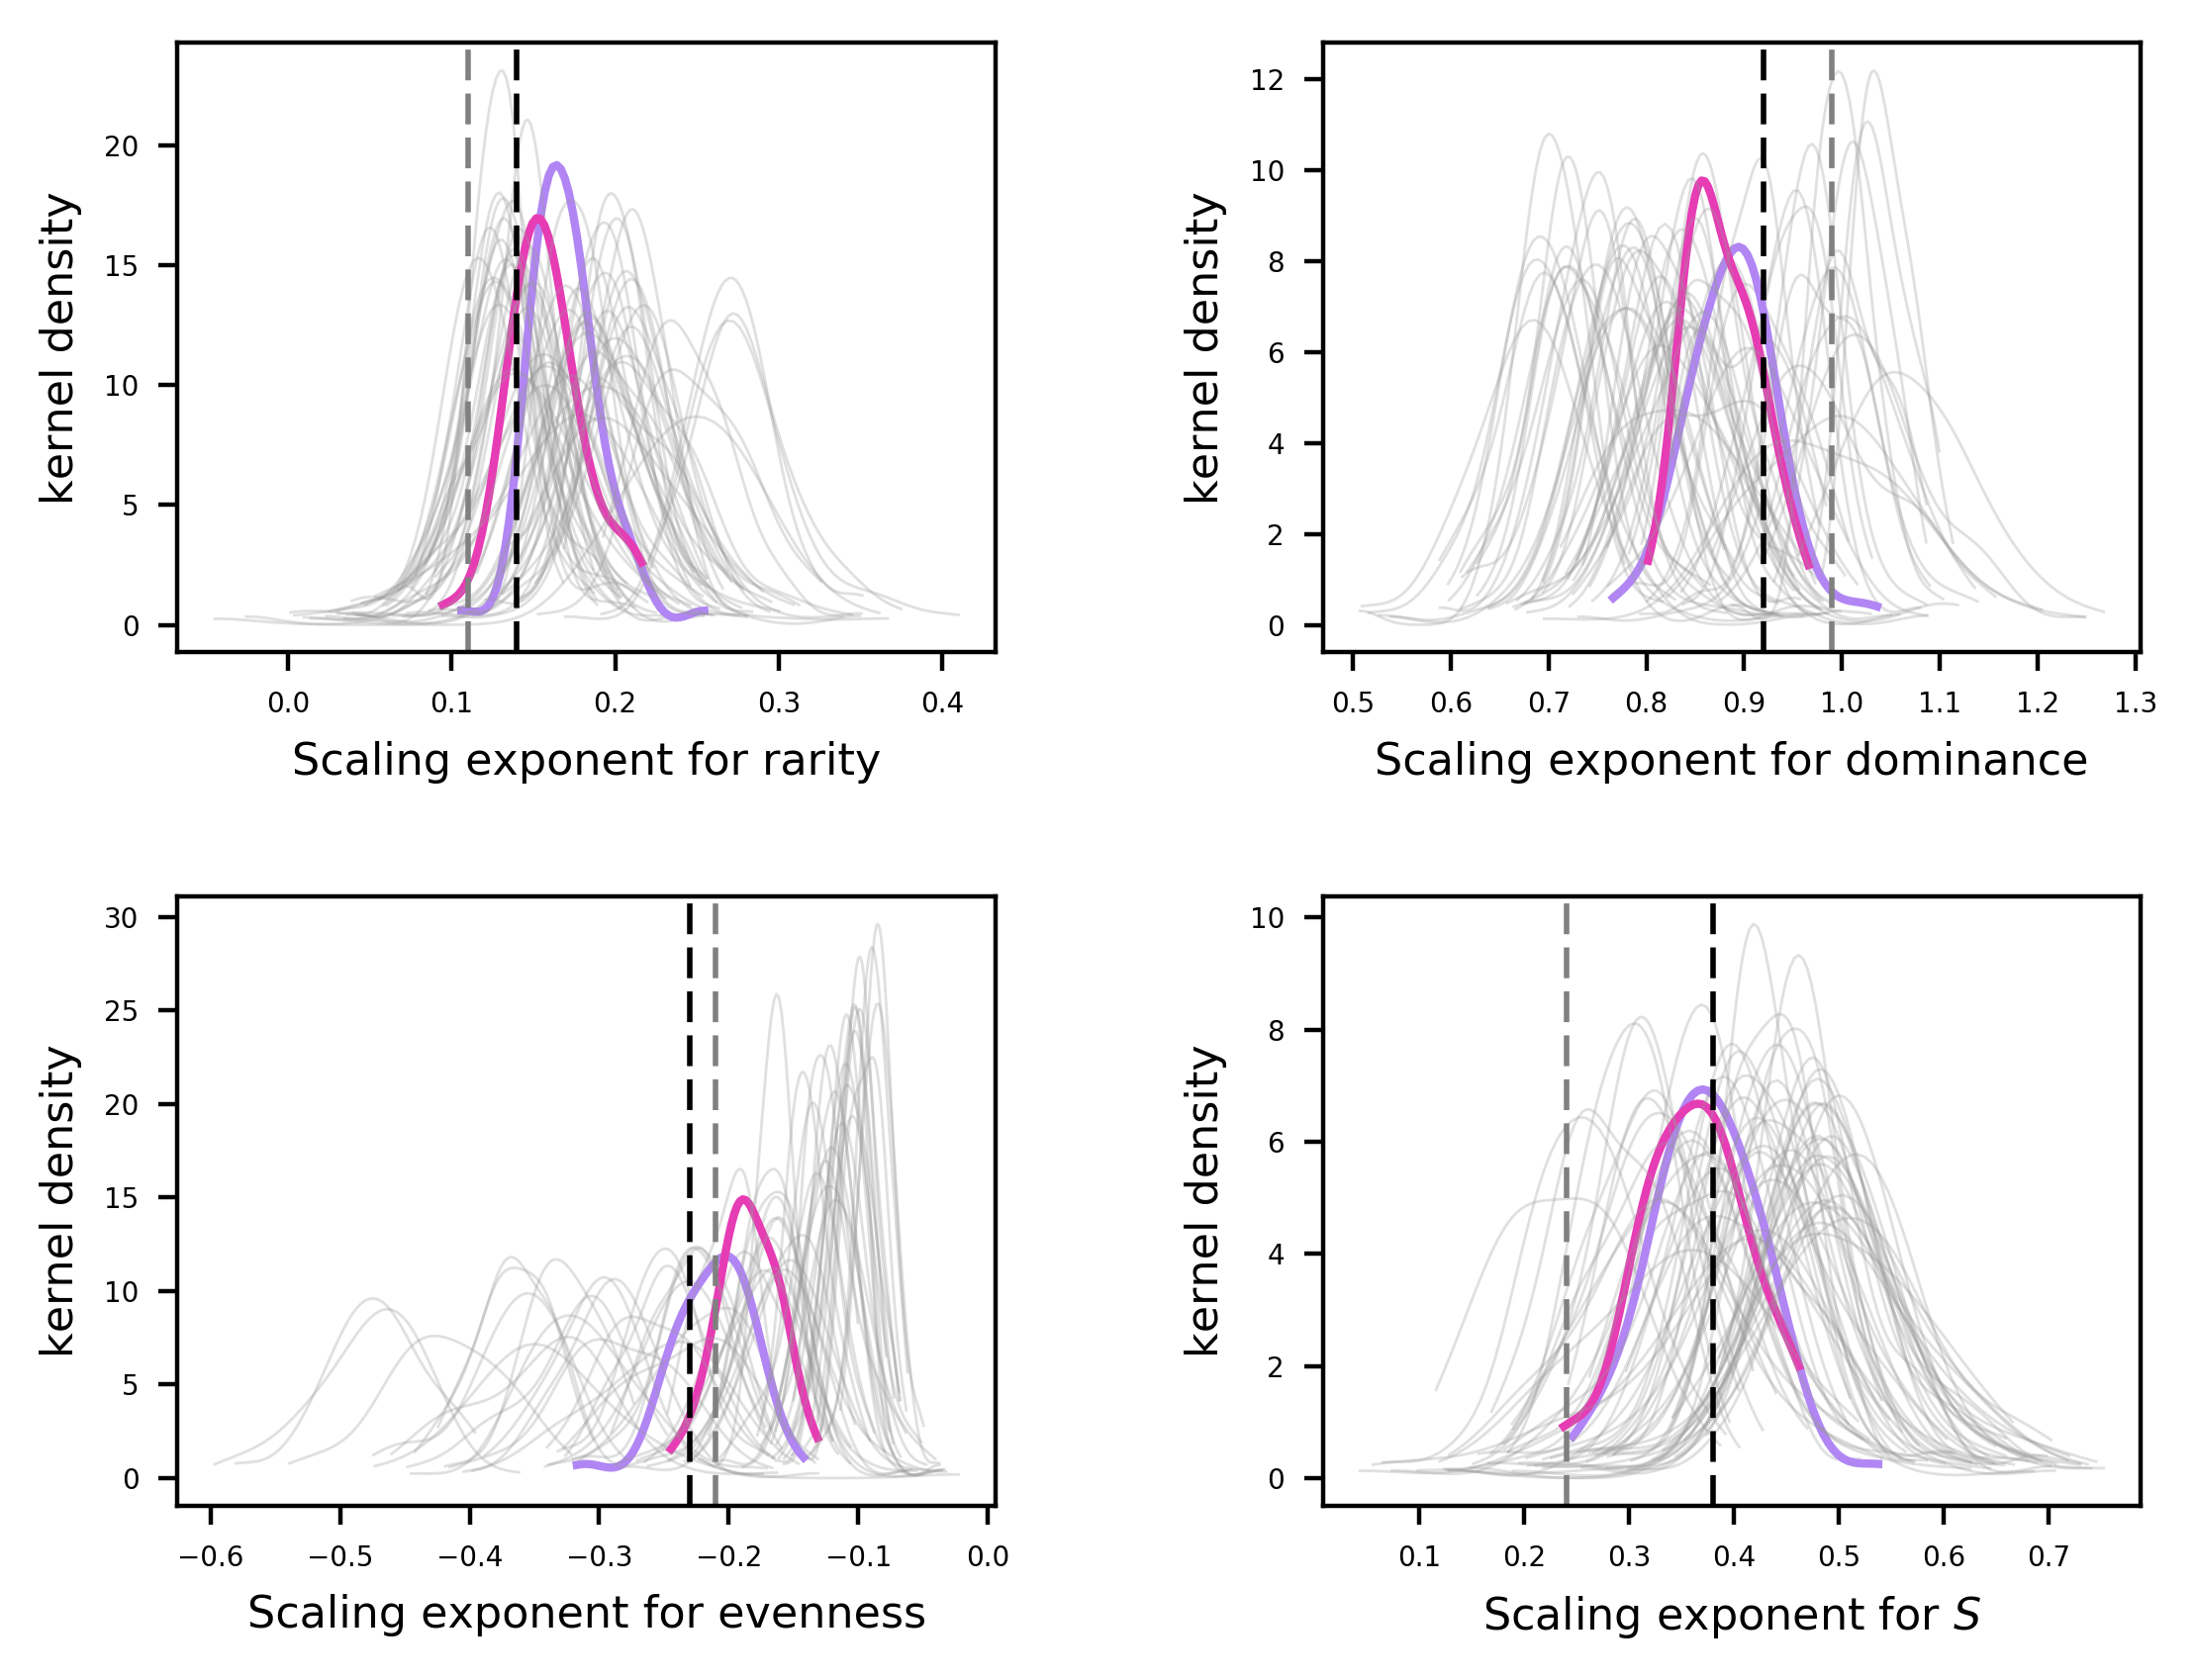 kernel density
20
15
10
5
0
0.0 0.1 0.2 0.3 0.4
Scaling exponent for rarity
kernel density
12
10
8
6
4
2
0
0.5 0.6 0.7 0.8 0.9 1.0 1.1 1.2 1.3
Scaling exponent for dominance
kernel density
30
25
20
15
10
5
0
−0.6 −0.5 −0.4 −0.3 −0.2 −0.1 0.0
Scaling exponent for evenness
kernel density
10
8
6
4
2
0
0.1 0.2 0.3 0.4 0.5 0.6 0.7
Scaling exponent for S